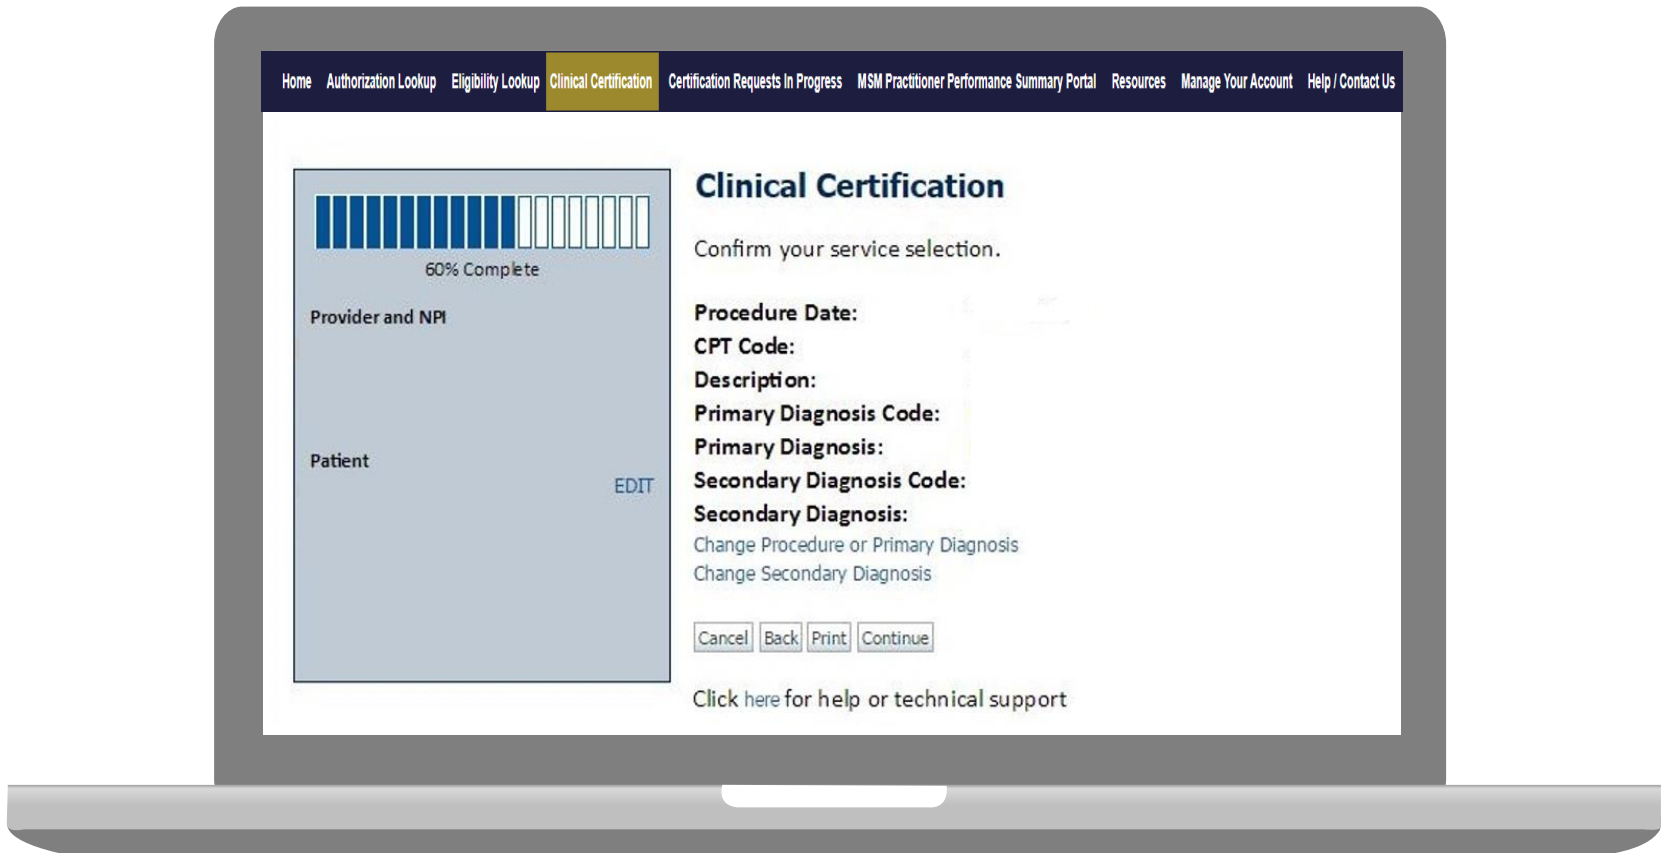 Home Authorization Lookup Eligibility Lookup Clinical Certification Certification Requests In Progress MSM Practitioner Performance Summary Portal Resources Manage Your Account Help / Contact Us
60% Complete
Provider and NPI
Patient
EDIT
Clinical Certification
Confirm your service selection.
Procedure Date:
CPT Code:
Description:
Primary Diagnosis Code:
Primary Diagnosis:
Secondary Diagnosis Code:
Secondary Diagnosis:
Change Procedure or Primary Diagnosis
Change Secondary Diagnosis
Cancel Back Print Continue
Click here for help or technical support